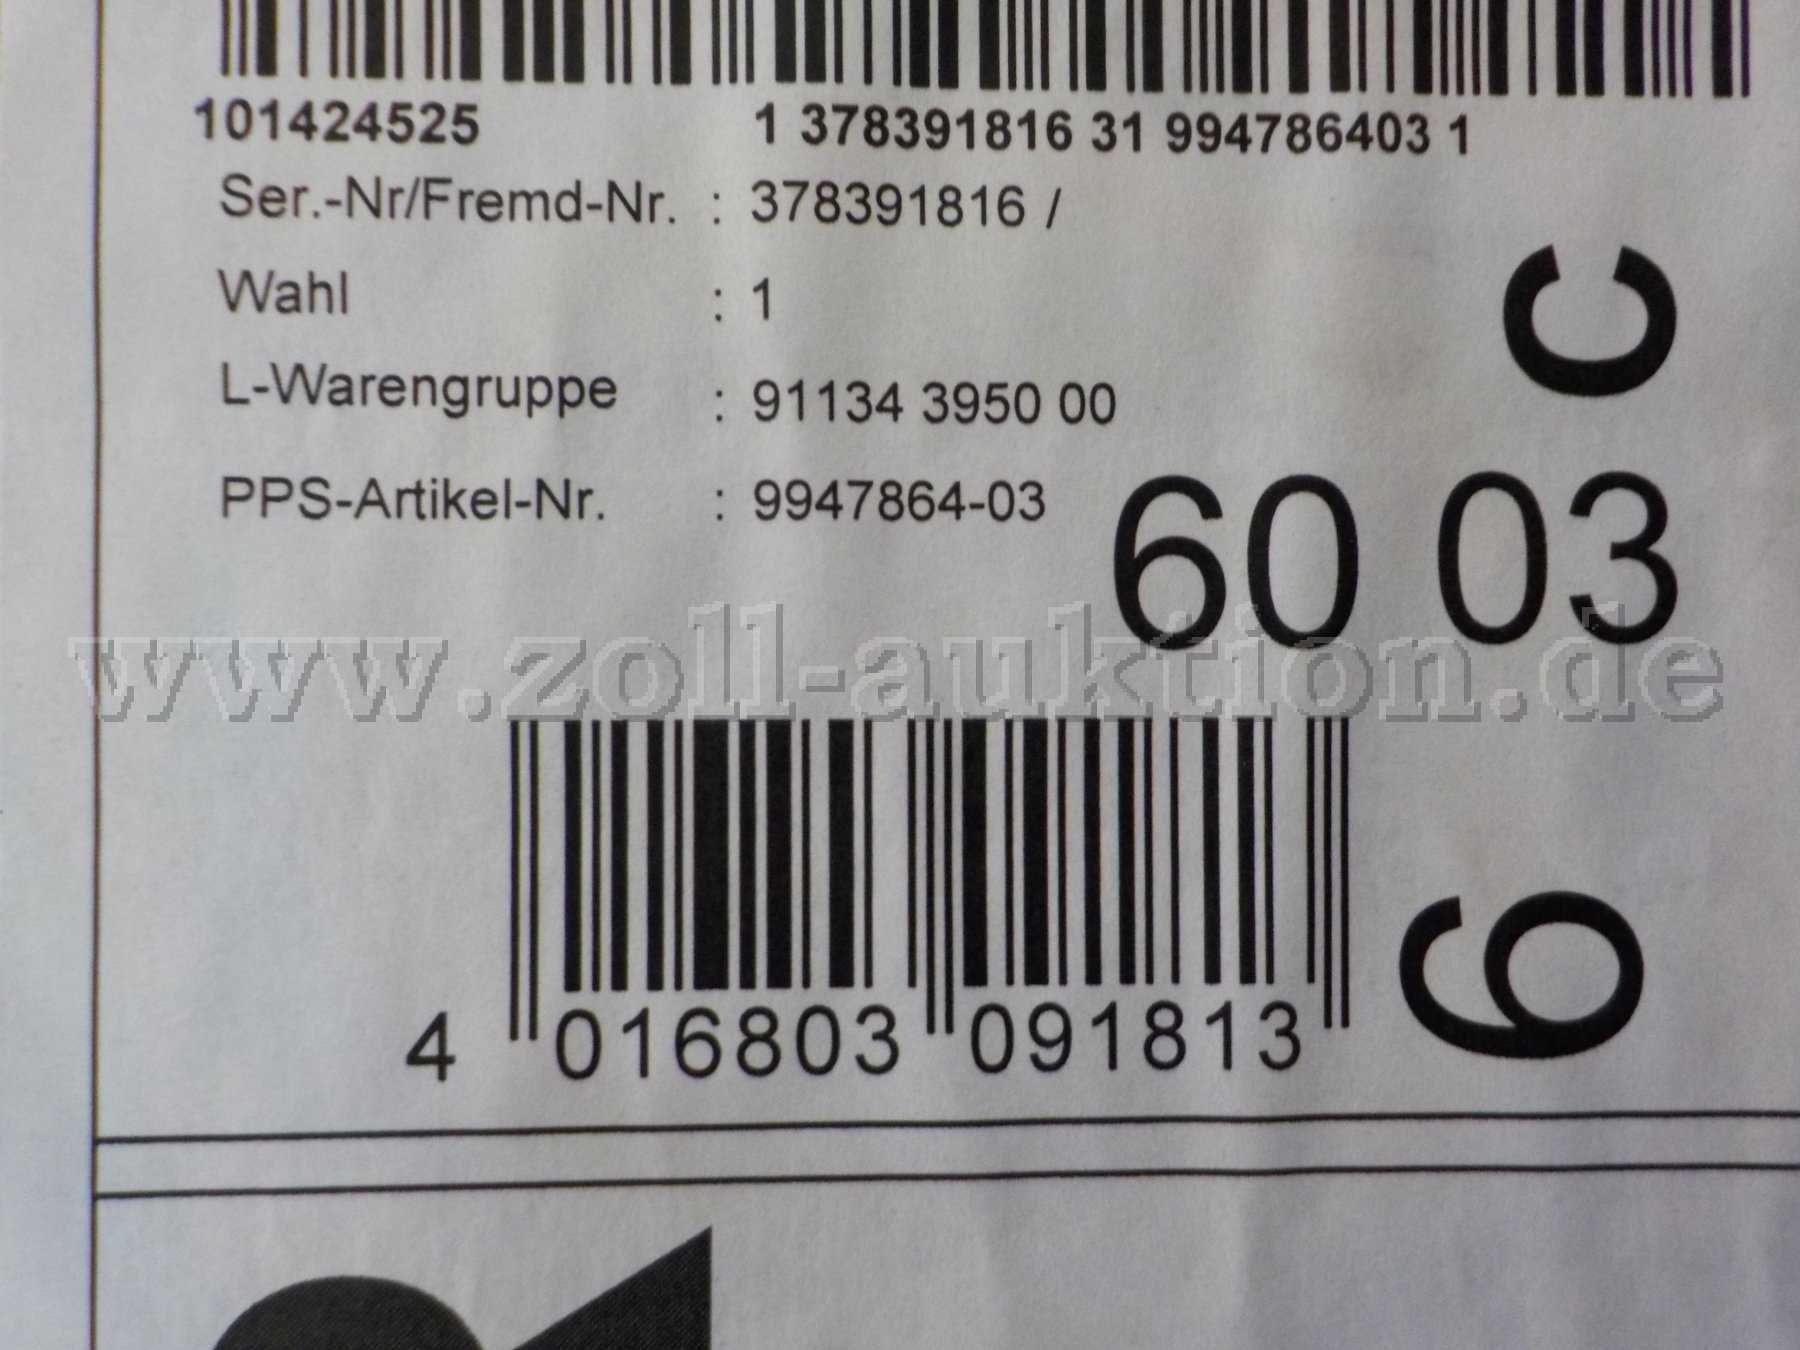 101424525 1 378391816 31 994786403 1
Ser.-Nr/Fremd-Nr. : 378391816 /
Wahl : 1
L-Warengruppe : 91134 3950 00
PPS-Artikel-Nr. : 9947864-03
C
60 03
www.zoll-auktion.de
4 016803 091813
6